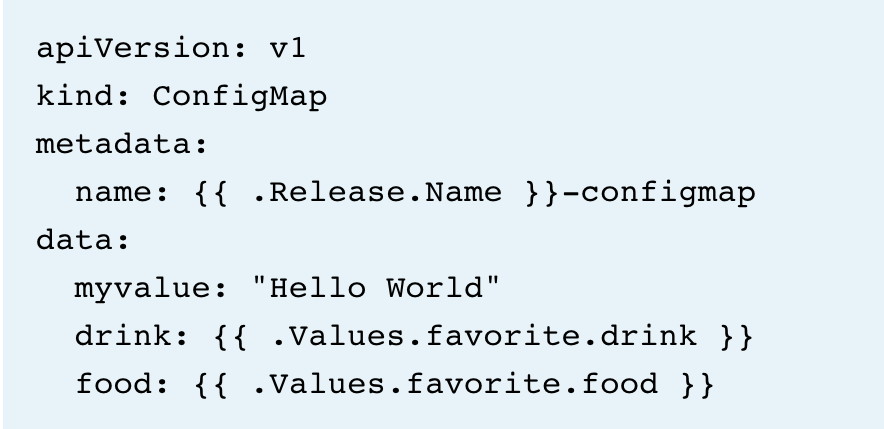 apiVersion: v1
kind: ConfigMap
metadata:
  name: {{ .Release.Name }}-configmap
data:
  myvalue: "Hello World"
  drink: {{ .Values.favorite.drink }}
  food: {{ .Values.favorite.food }}